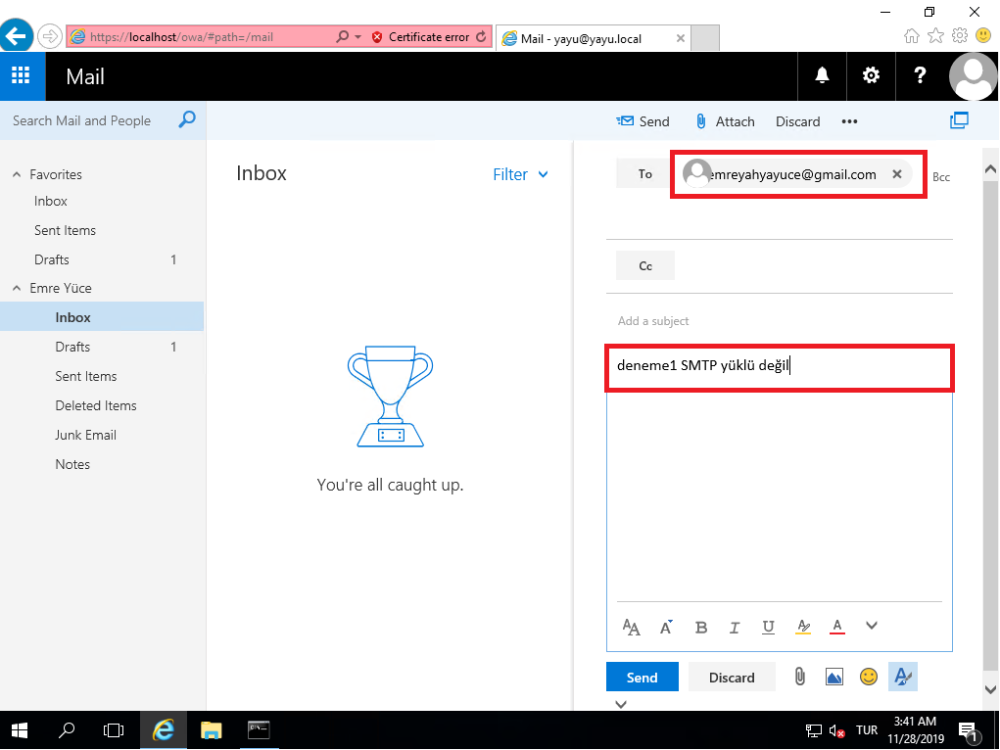 https://localhost/owa/#path=/mail
Certificate error
Mail - yayu@yayu.local
Mail
?
Search Mail and People
Send
Attach
Discard
•••
Favorites
Inbox
Sent Items
Drafts 1
Emre Yüce
Inbox
Drafts 1
Sent Items
Deleted Items
Junk Email
Notes
Inbox
Filter
You're all caught up.
To
emreyahyayuce@gmail.com
Bcc
Cc
Add a subject
deneme1 SMTP yüklü değil
AA A B I U A
Send
Discard
TUR
3:41 AM
11/28/2019
1